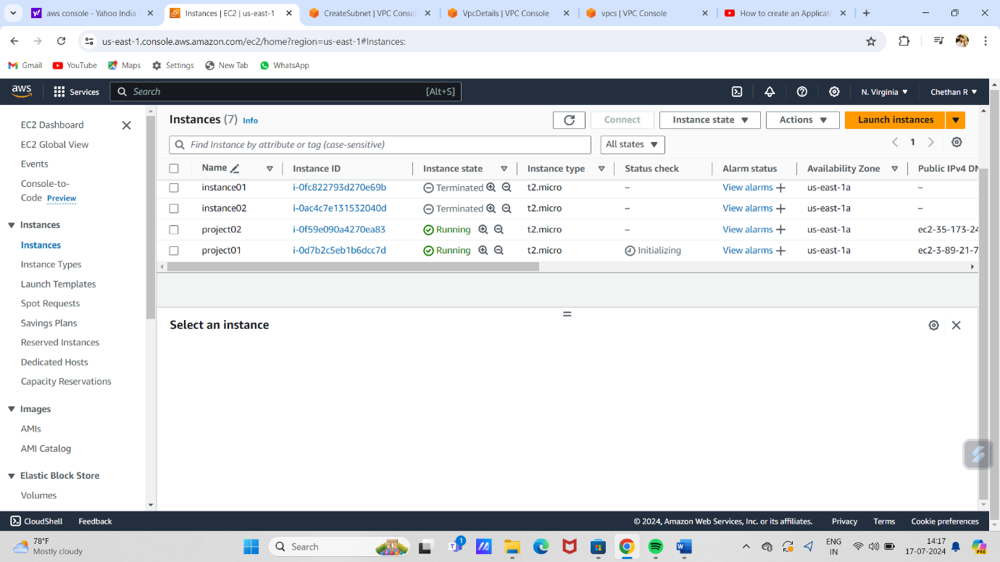 aws console - Yahoo India
Instances | EC2 | us-east-1
CreateSubnet | VPC Conso
VpcDetails | VPC Console
vpcs | VPC Console
How to create an Applicati
us-east-1.console.aws.amazon.com/ec2/home?region=us-east-1#Instances:
Gmail YouTube Maps Settings New Tab WhatsApp
aws Services Search [Alt+S] N. Virginia Chethan R
EC2 Dashboard
EC2 Global View
Events
Console-to-
Code Preview
Instances
Instances
Instance Types
Launch Templates
Spot Requests
Savings Plans
Reserved Instances
Dedicated Hosts
Capacity Reservations
Images
AMIs
AMI Catalog
Elastic Block Store
Volumes
Instances (7) Info Connect Instance state Actions Launch instances
Find Instance by attribute or tag (case-sensitive) All states 1
Name Instance ID Instance state Instance type Status check Alarm status Availability Zone Public IPv4 DN
instance01 i-0fc822793d270e69b Terminated t2.micro – View alarms + us-east-1a –
instance02 i-0ac4c7e131532040d Terminated t2.micro – View alarms + us-east-1a –
project02 i-0f59e090a4270ea83 Running t2.micro – View alarms + us-east-1a ec2-35-173-24
project01 i-0d7b2c5eb1b6dcc7d Running t2.micro Initializing View alarms + us-east-1a ec2-3-89-21-7
Select an instance
CloudShell Feedback © 2024, Amazon Web Services, Inc. or its affiliates. Privacy Terms Cookie preferences
78°F
Mostly cloudy
Search
1
PRE
ENG
IN
14:17
17-07-2024